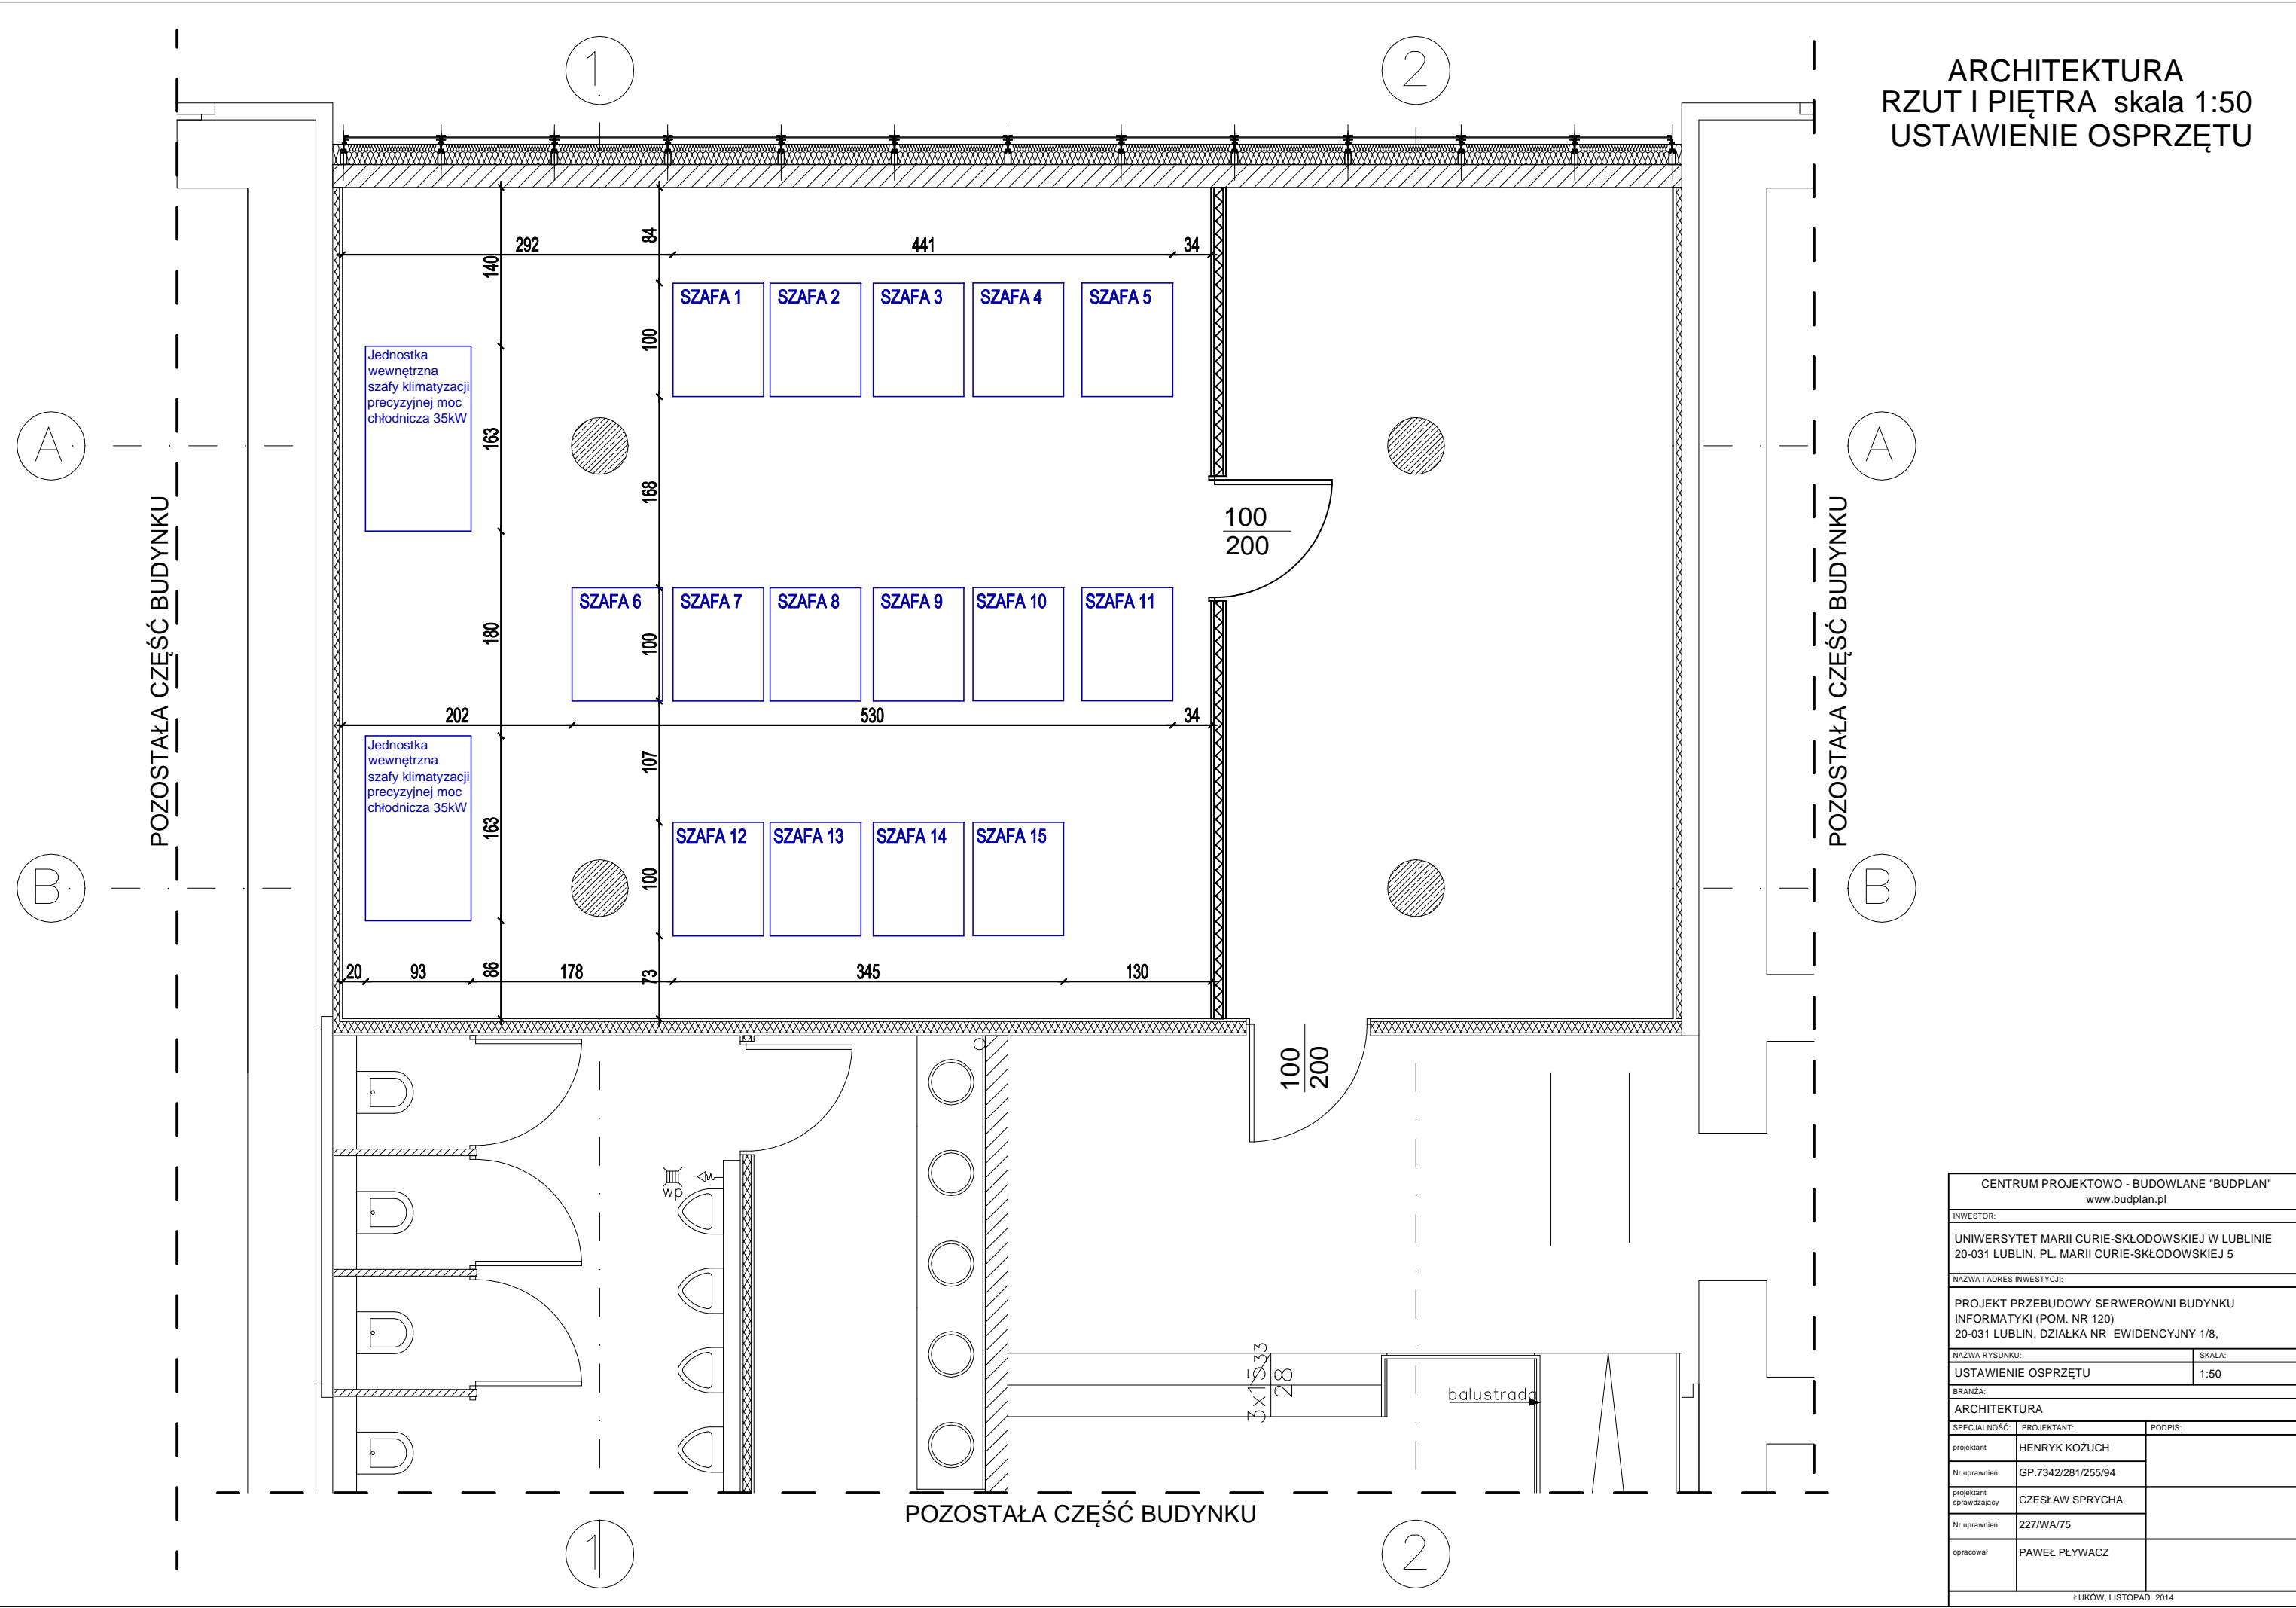 1
2
ARCHITEKTURA
RZUT I PIĘTRA skala 1:50
USTAWIENIE OSPRZĘTU
292
84
441
34
140
SZAFA 1
SZAFA 2
SZAFA 3
SZAFA 4
SZAFA 5
100
Jednostka
wewnętrzna
szafy klimatyzacji
precyzyjnej moc
chłodnicza 35kW
A
163
A
168
100
200
POZOSTAŁA CZĘŚĆ BUDYNKU
POZOSTAŁA CZĘŚĆ BUDYNKU
SZAFA 6
SZAFA 7
SZAFA 8
SZAFA 9
SZAFA 10
SZAFA 11
180
100
202
530
34
Jednostka
wewnętrzna
szafy klimatyzacji
precyzyjnej moc
chłodnicza 35kW
107
163
SZAFA 12
SZAFA 13
SZAFA 14
SZAFA 15
B
100
B
20
93
86
178
73
345
130
100
200
wp
3x15
33
28
balustrada
POZOSTAŁA CZĘŚĆ BUDYNKU
1
2
CENTRUM PROJEKTOWO - BUDOWLANE "BUDPLAN"
www.budplan.pl
INWESTOR:
UNIWERSYTET MARII CURIE-SKŁODOWSKIEJ W LUBLINIE
20-031 LUBLIN, PL. MARII CURIE-SKŁODOWSKIEJ 5
NAZWA I ADRES INWESTYCJI:
PROJEKT PRZEBUDOWY SERWEROWNI BUDYNKU
INFORMATYKI (POM. NR 120)
20-031 LUBLIN, DZIAŁKA NR EWIDENCYJNY 1/8,
NAZWA RYSUNKU: SKALA:
USTAWIENIE OSPRZĘTU 1:50
BRANŻA:
ARCHITEKTURA
SPECJALNOŚĆ: PROJEKTANT: PODPIS:
projektant HENRYK KOŻUCH
Nr uprawnień GP.7342/281/255/94
projektant
sprawdzający CZESŁAW SPRYCHA
Nr uprawnień 227/WA/75
opracował PAWEŁ PŁYWACZ
ŁUKÓW, LISTOPAD 2014